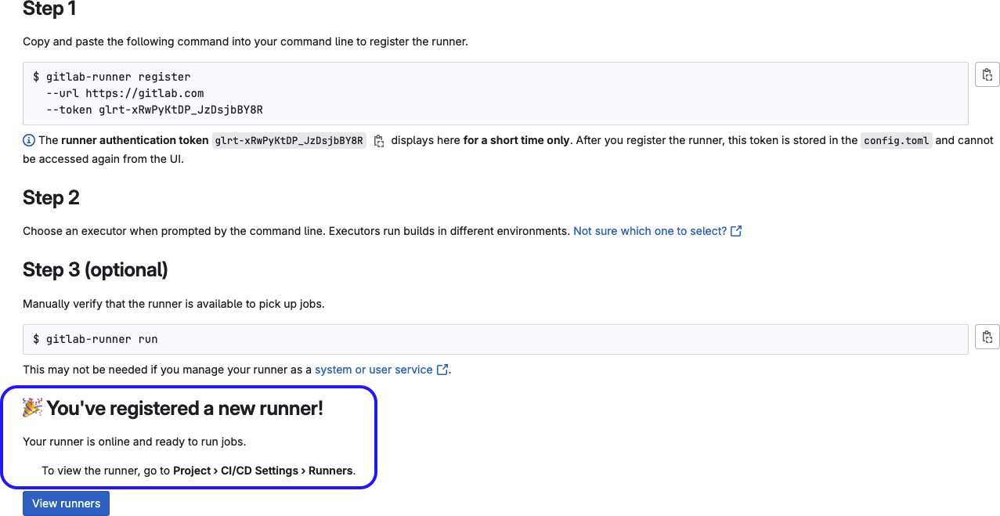 Step 1
Copy and paste the following command into your command line to register the runner.
$ gitlab-runner register
--url https://gitlab.com
--token glrt-xRwPyKtDP_JzDsjbBY8R
The runner authentication token glrt-xRwPyKtDP_JzDsjbBY8R displays here for a short time only. After you register the runner, this token is stored in the config.toml and cannot
be accessed again from the UI.
Step 2
Choose an executor when prompted by the command line. Executors run builds in different environments. Not sure which one to select?
Step 3 (optional)
Manually verify that the runner is available to pick up jobs.
$ gitlab-runner run
This may not be needed if you manage your runner as a system or user service.
🎉 You've registered a new runner!
Your runner is online and ready to run jobs.
To view the runner, go to Project › CI/CD Settings › Runners.
View runners